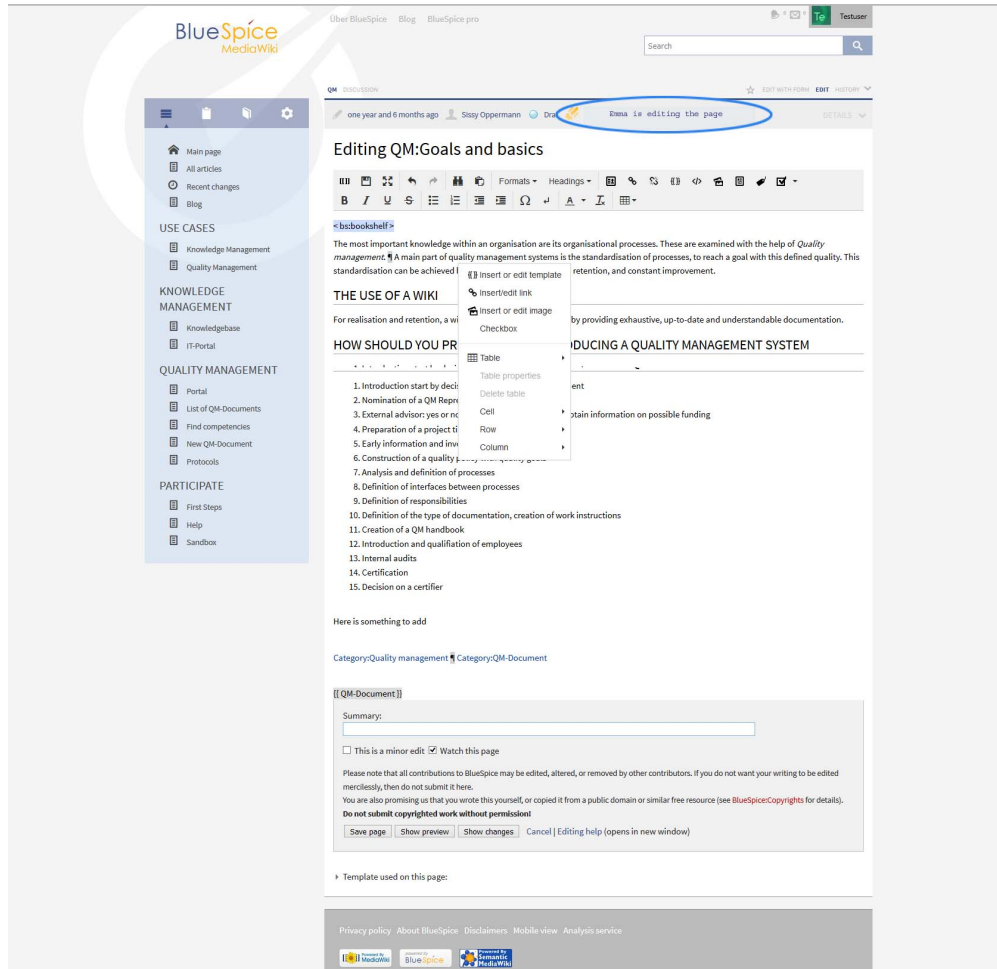 Über BlueSpice Blog BlueSpice pro
Testuser
Te
BlueSpice
MediaWiki
Search
QM DISCUSSION
EDIT WITH FORM EDIT HISTORY
one year and 6 months ago Sissy Oppermann Dra
Emma is editing the page
DETAILS
Main page
All articles
Recent changes
Blog
USE CASES
Knowledge Management
Quality Management
KNOWLEDGE
MANAGEMENT
Knowledgebase
IT-Portal
QUALITY MANAGEMENT
Portal
List of QM-Documents
Find competencies
New QM-Document
Protocols
PARTICIPATE
First Steps
Help
Sandbox
Editing QM:Goals and basics
Formats Headings
B I U S Ω A
<bs:bookshelf>
The most important knowledge within an organisation are its organisational processes. These are examined with the help of Quality
management. ¶ A main part of quality management systems is the standardisation of processes, to reach a goal with this defined quality. This
standardisation can be achieved retention, and constant improvement.
THE USE OF A WIKI
For realisation and retention, a wi by providing exhaustive, up-to-date and understandable documentation.
HOW SHOULD YOU PR DUCING A QUALITY MANAGEMENT SYSTEM
1. Introduction start by decis ent
2. Nomination of a QM Repr
3. External advisor: yes or no btain information on possible funding
4. Preparation of a project ti
5. Early information and inv
6. Construction of a quality
7. Analysis and definition of processes
8. Definition of interfaces between processes
9. Definition of responsibilities
10. Definition of the type of documentation, creation of work instructions
11. Creation of a QM handbook
12. Introduction and qualifiation of employees
13. Internal audits
14. Certification
15. Decision on a certifier
Insert or edit template
Insert/edit link
Insert or edit image
Checkbox
Table
Table properties
Delete table
Cell
Row
Column
Here is something to add
Category:Quality management ¶ Category:QM-Document
{{ QM-Document }}
Summary:
This is a minor edit Watch this page
Please note that all contributions to BlueSpice may be edited, altered, or removed by other contributors. If you do not want your writing to be edited
mercilessly, then do not submit it here.
You are also promising us that you wrote this yourself, or copied it from a public domain or similar free resource (see BlueSpice:Copyrights for details).
Do not submit copyrighted work without permission!
Save page Show preview Show changes Cancel | Editing help (opens in new window)
Template used on this page:
Privacy policy About BlueSpice Disclaimers Mobile view Analysis service
Powered By MediaWiki
powered by BlueSpice
Powered By Semantic MediaWiki